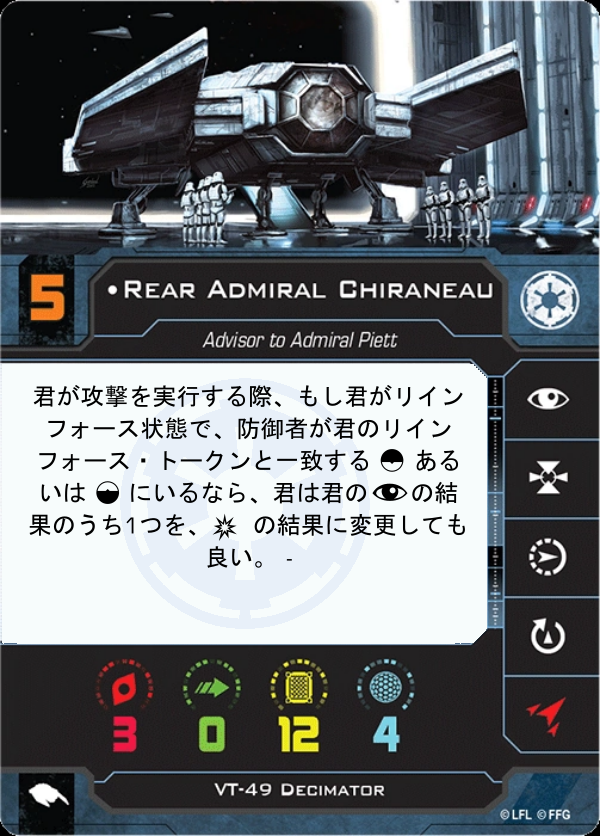 5
•Rear Admiral Chiraneau
Advisor to Admiral Piett
君が攻撃を実行する際、もし君がリイン
フォース状態で、防御者が君のリイン
フォース・トークンと一致する ある
いは にいるなら、君は君の の結
果のうち1つを、 の結果に変更しても
良い。 -
3 0 12 4
VT-49 Decimator
© LFL © FFG